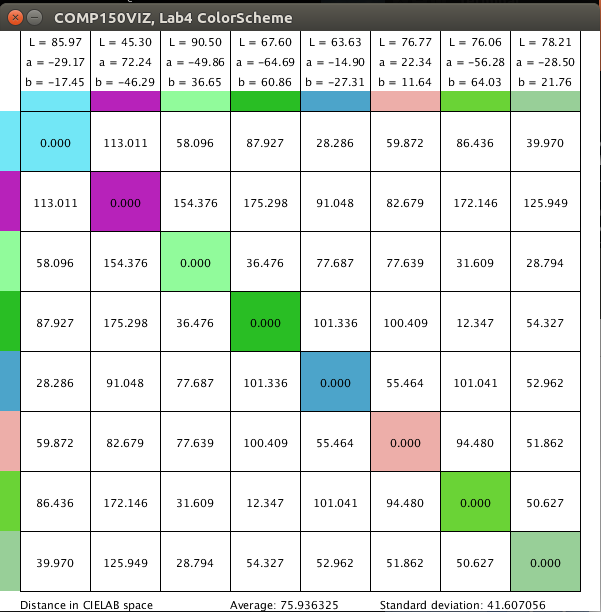 COMP150VIZ, Lab4 ColorScheme
L = 85.97 L = 45.30 L = 90.50 L = 67.60 L = 63.63 L = 76.77 L = 76.06 L = 78.21
a = -29.17 a = 72.24 a = -49.86 a = -64.69 a = -14.90 a = 22.34 a = -56.28 a = -28.50
b = -17.45 b = -46.29 b = 36.65 b = 60.86 b = -27.31 b = 11.64 b = 64.03 b = 21.76
0.000 113.011 58.096 87.927 28.286 59.872 86.436 39.970
113.011 0.000 154.376 175.298 91.048 82.679 172.146 125.949
58.096 154.376 0.000 36.476 77.687 77.639 31.609 28.794
87.927 175.298 36.476 0.000 101.336 100.409 12.347 54.327
28.286 91.048 77.687 101.336 0.000 55.464 101.041 52.962
59.872 82.679 77.639 100.409 55.464 0.000 94.480 51.862
86.436 172.146 31.609 12.347 101.041 94.480 0.000 50.627
39.970 125.949 28.794 54.327 52.962 51.862 50.627 0.000
Distance in CIELAB space Average: 75.936325 Standard deviation: 41.607056